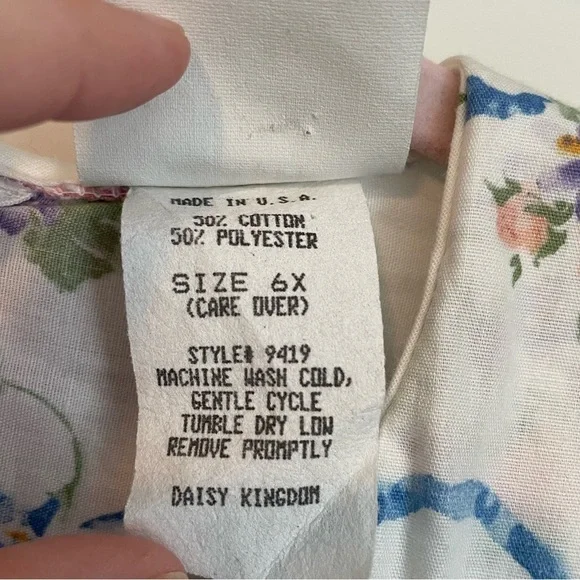 MADE IN U.S.A.
50% COTTON
50% POLYESTER
SIZE 6X
(CARE OVER)
STYLE# 9419
MACHINE WASH COLD,
GENTLE CYCLE
TUMBLE DRY LOW
REMOVE PROMPTLY
DAISY KINGDOM